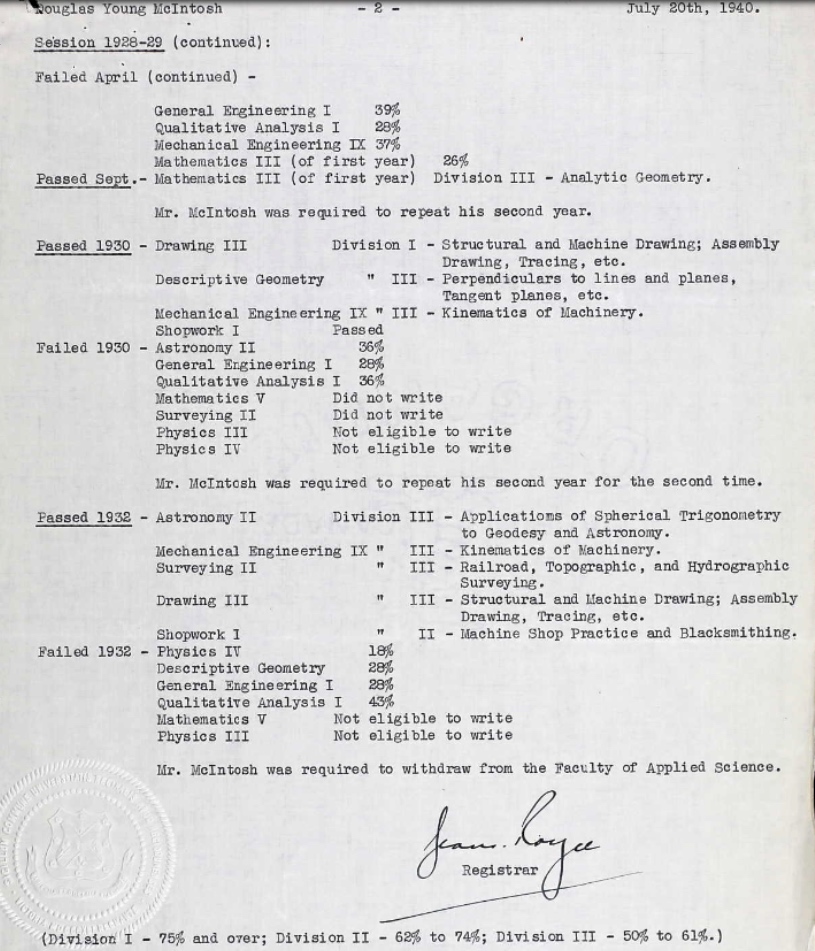 Douglas Young McIntosh - 2 - July 20th, 1940.
Session 1928-29 (continued):
Failed April (continued) -
General Engineering I 39%
Qualitative Analysis I 28%
Mechanical Engineering IX 37%
Mathematics III (of first year) 26%
Passed Sept.- Mathematics III (of first year) Division III - Analytic Geometry.
Mr. McIntosh was required to repeat his second year.
Passed 1930 - Drawing III Division I - Structural and Machine Drawing; Assembly
Drawing, Tracing, etc.
Descriptive Geometry " III - Perpendiculars to lines and planes,
Tangent planes, etc.
Mechanical Engineering IX " III - Kinematics of Machinery.
Shopwork I Passed
Failed 1930 - Astronomy II 36%
General Engineering I 28%
Qualitative Analysis I 36%
Mathematics V Did not write
Surveying II Did not write
Physics III Not eligible to write
Physics IV Not eligible to write
Mr. McIntosh was required to repeat his second year for the second time.
Passed 1932 - Astronomy II Division III - Applications of Spherical Trigonometry
to Geodesy and Astronomy.
Mechanical Engineering IX " III - Kinematics of Machinery.
Surveying II " III - Railroad, Topographic, and Hydrographic
Surveying.
Drawing III " III - Structural and Machine Drawing; Assembly
Drawing, Tracing, etc.
Shopwork I " II - Machine Shop Practice and Blacksmithing.
Failed 1932 - Physics IV 18%
Descriptive Geometry 28%
General Engineering I 28%
Qualitative Analysis I 43%
Mathematics V Not eligible to write
Physics III Not eligible to write
Mr. McIntosh was required to withdraw from the Faculty of Applied Science.
Jean. Royce
Registrar
(Division I - 75% and over; Division II - 62% to 74%; Division III - 50% to 61%.)